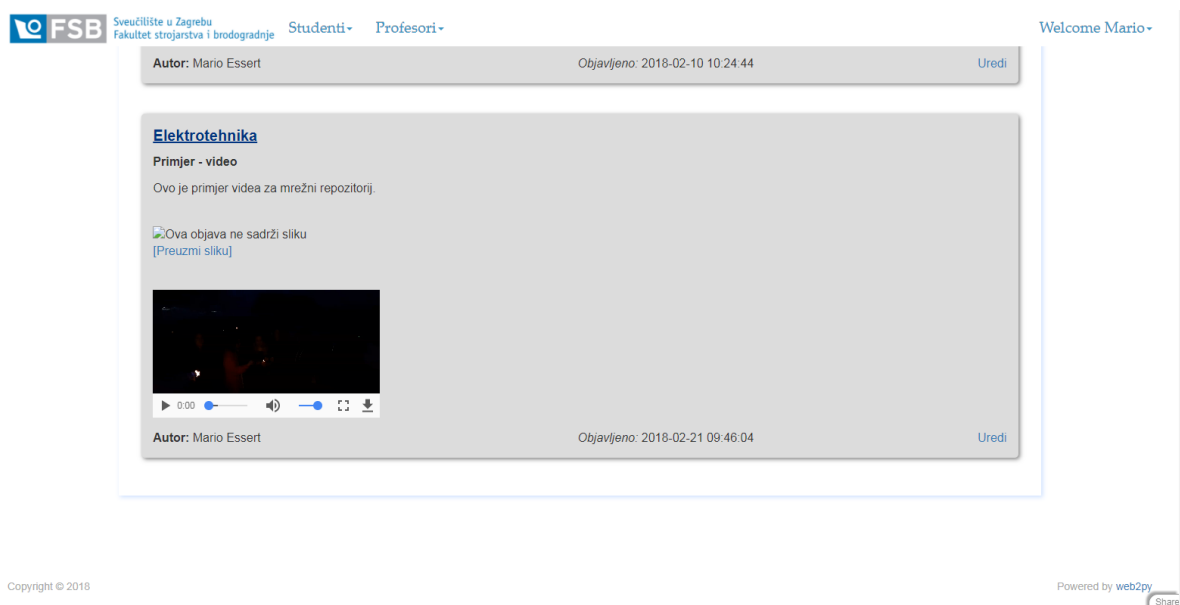 FSB
Sveučilište u Zagrebu
Fakultet strojarstva i brodogradnje
Studenti
Profesori
Welcome Mario
Autor: Mario Essert
Objavljeno: 2018-02-10 10:24:44
Uredi
Elektrotehnika
Primjer - video
Ovo je primjer videa za mrežni repozitorij.
Ova objava ne sadrži sliku
[Preuzmi sliku]
0:00
Autor: Mario Essert
Objavljeno: 2018-02-21 09:46:04
Uredi
Copyright © 2018
Powered by web2py
Share